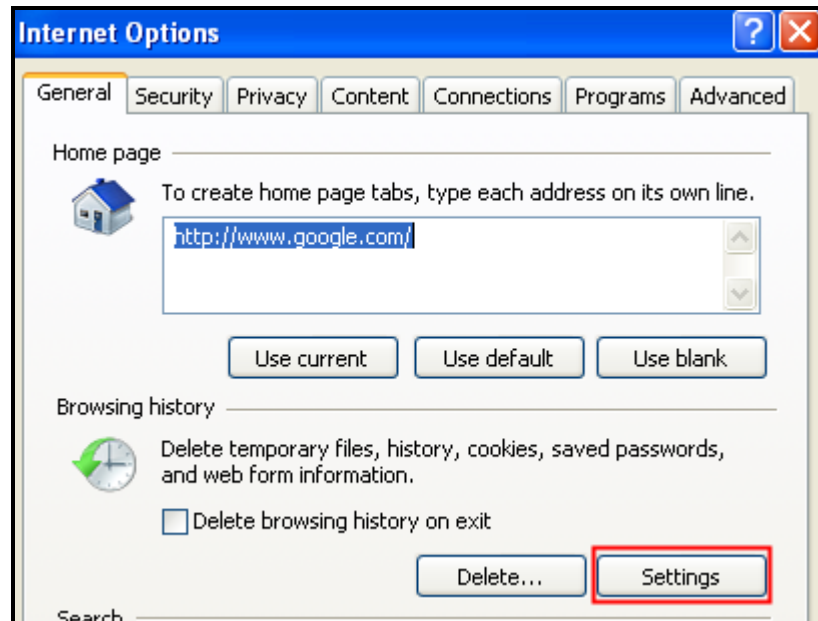 Internet Options
?
General Security Privacy Content Connections Programs Advanced
Home page
To create home page tabs, type each address on its own line.
http://www.google.com/
Use current Use default Use blank
Browsing history
Delete temporary files, history, cookies, saved passwords,
and web form information.
Delete browsing history on exit
Delete... Settings
Search